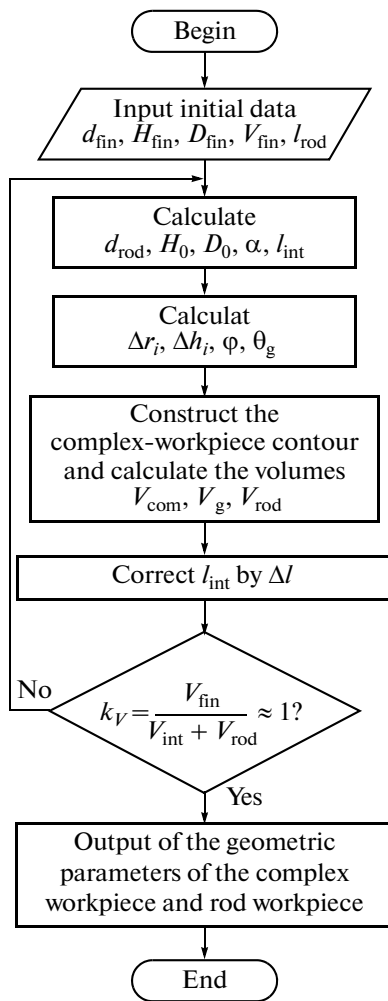 Begin
Input initial data
d_fin, H_fin, D_fin, V_fin, l_rod
Calculate
d_rod, H_0, D_0, α, l_int
Calculat
Δr_i, Δh_i, φ, θ_g
Construct the
complex-workpiece contour
and calculate the volumes
V_com, V_g, V_rod
Correct l_int by Δl
No
k_V = V_fin / (V_int + V_rod) ≈ 1?
Yes
Output of the geometric
parameters of the complex
workpiece and rod workpiece
End